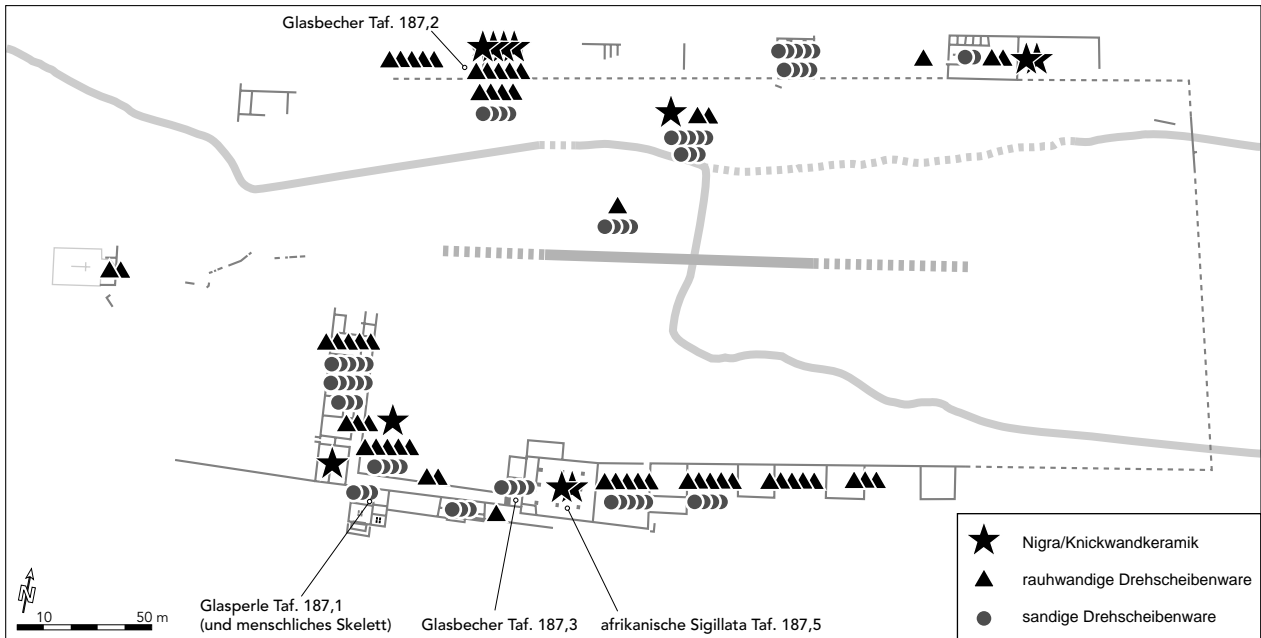 Glasbecher Taf. 187,2
N
10 50 m
Glasperle Taf. 187,1
(und menschliches Skelett)
Glasbecher Taf. 187,3
afrikanische Sigillata Taf. 187,5
Nigra/Knickwandkeramik
rauhwandige Drehscheibenware
sandige Drehscheibenware